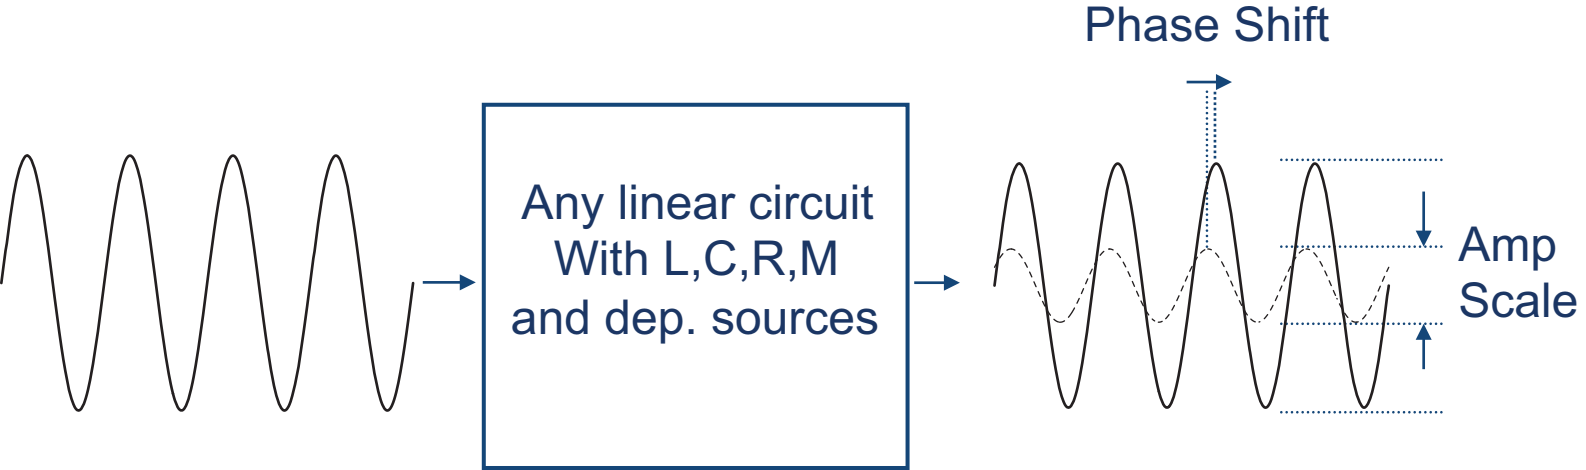 Phase Shift
Any linear circuit
With L,C,R,M
and dep. sources
Amp
Scale